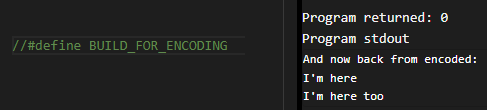 //#define BUILD_FOR_ENCODING
Program returned: 0
Program stdout
And now back from encoded:
I'm here
I'm here too